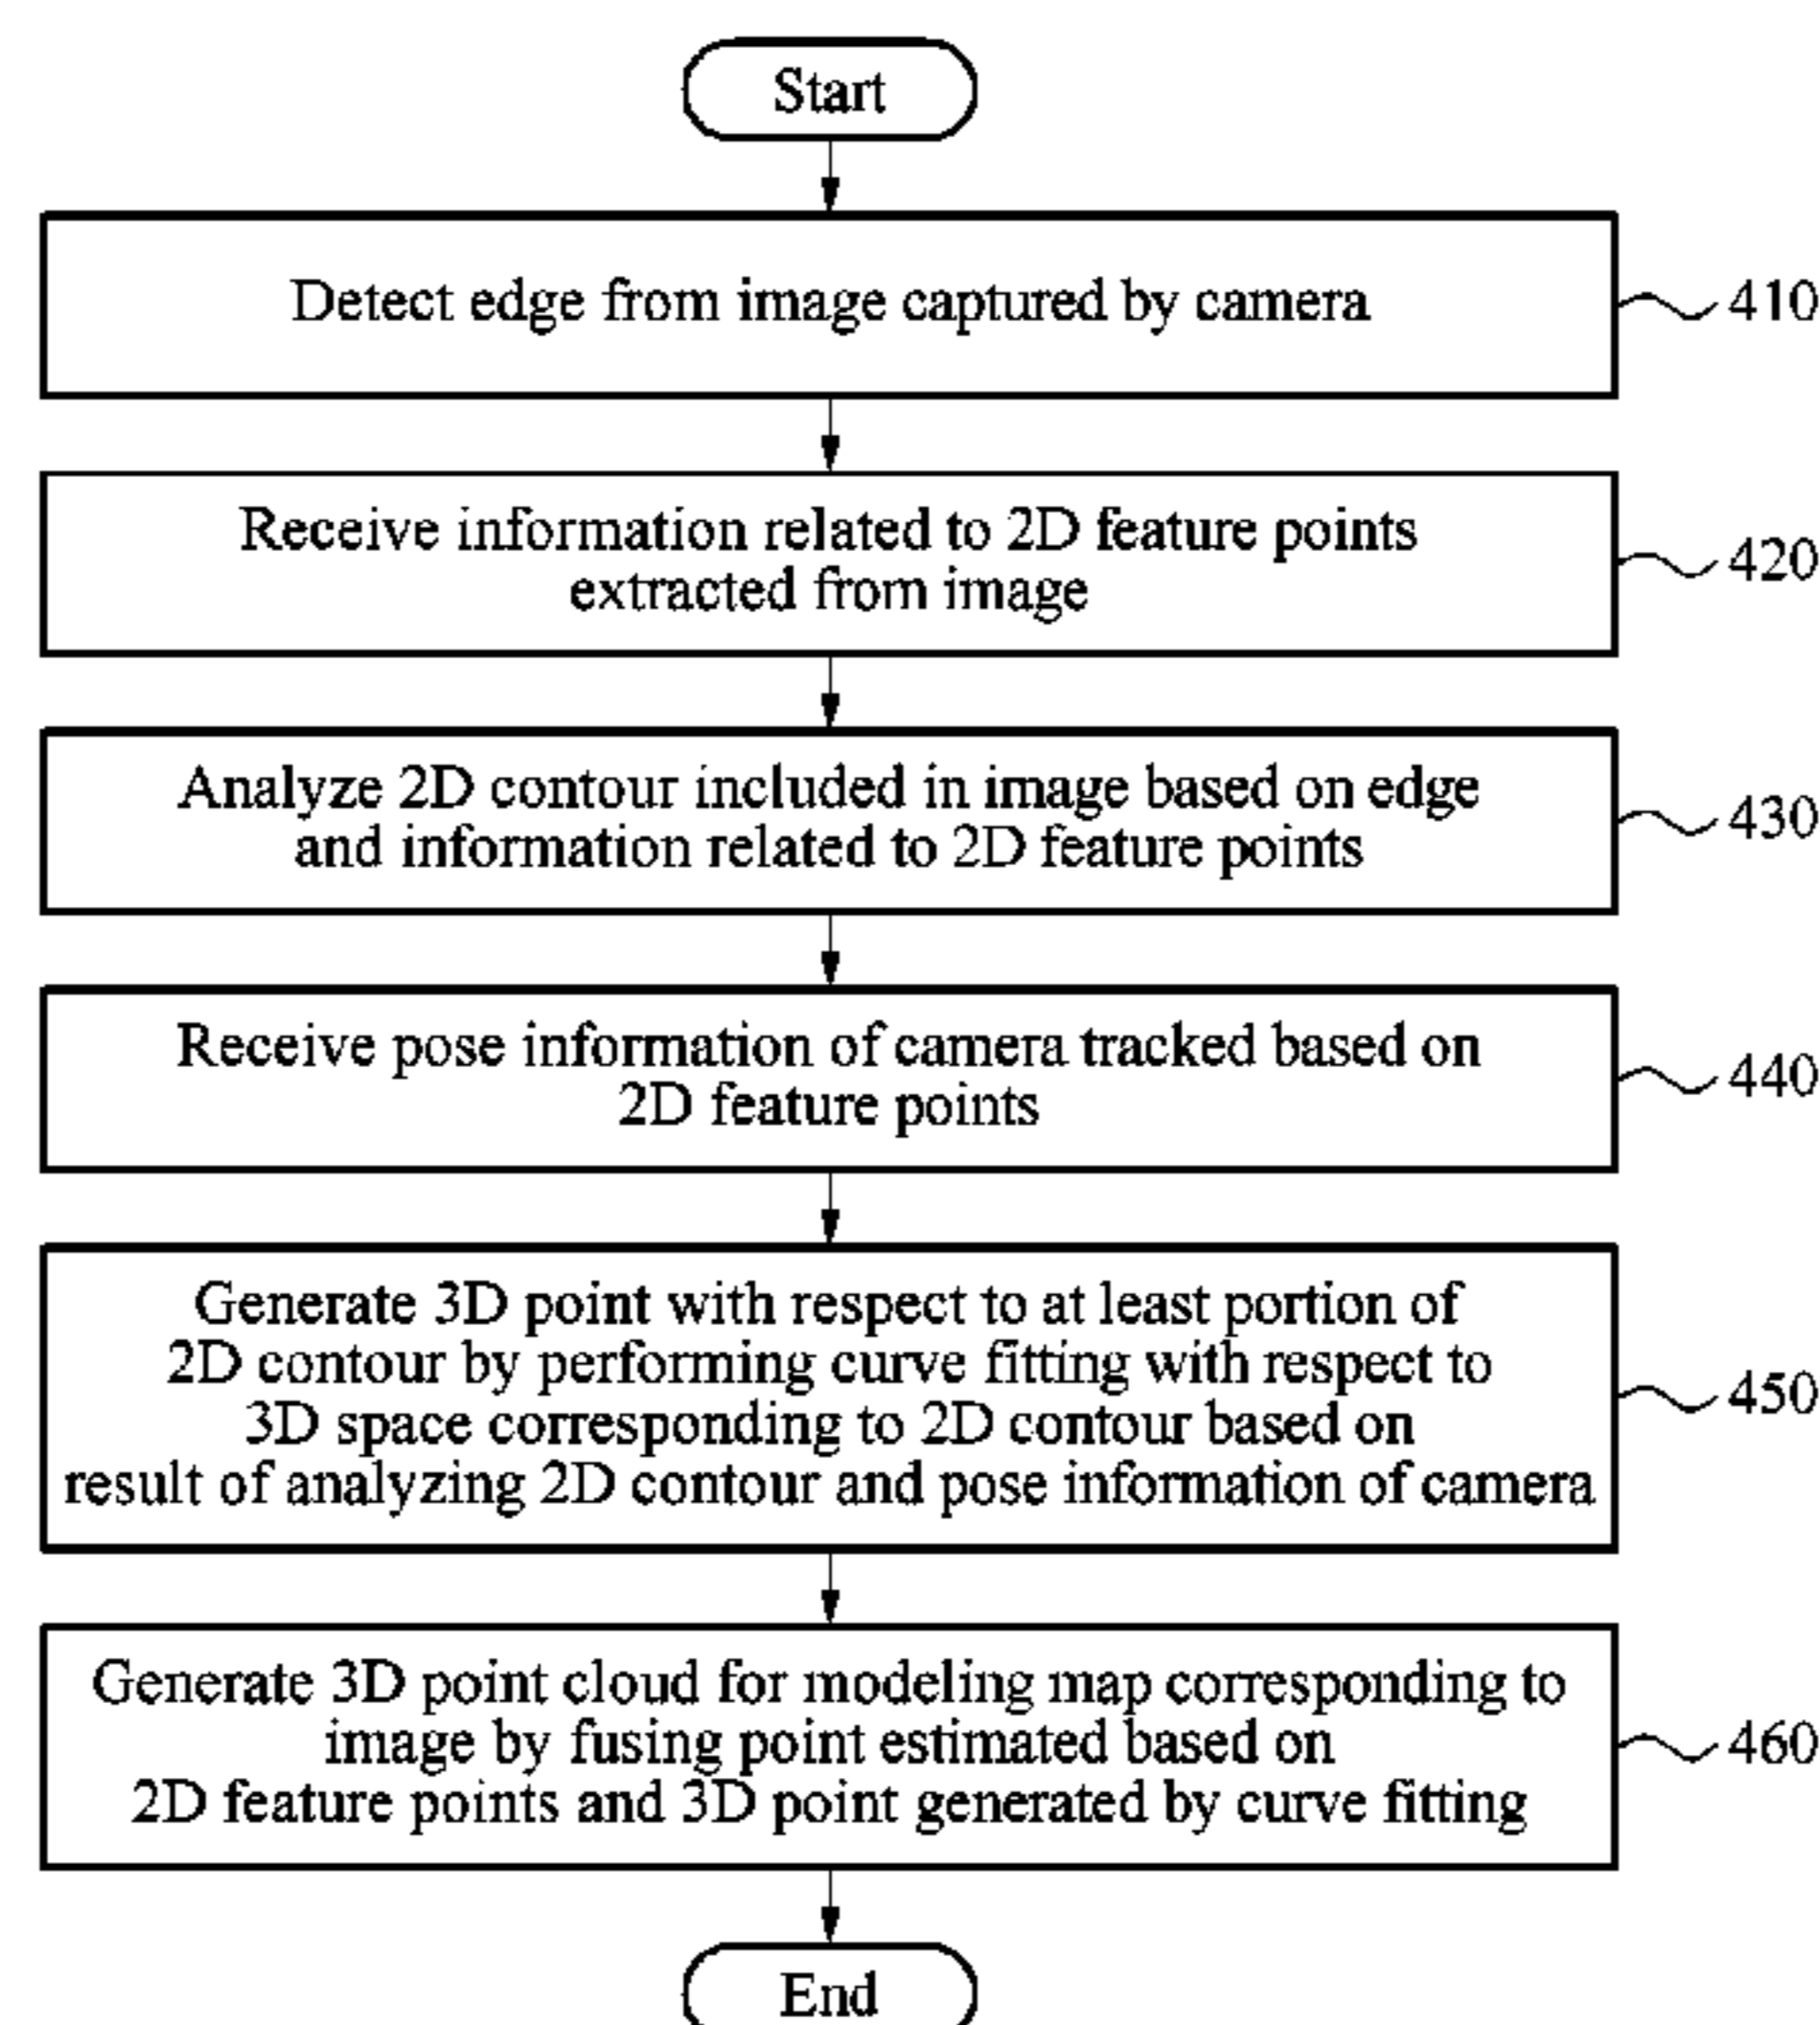 Start
Detect edge from image captured by camera
410
Receive information related to 2D feature points
extracted from image
420
Analyze 2D contour included in image based on edge
and information related to 2D feature points
430
Receive pose information of camera tracked based on
2D feature points
440
Generate 3D point with respect to at least portion of
2D contour by performing curve fitting with respect to
3D space corresponding to 2D contour based on
result of analyzing 2D contour and pose information of camera
450
Generate 3D point cloud for modeling map corresponding to
image by fusing point estimated based on
2D feature points and 3D point generated by curve fitting
460
End